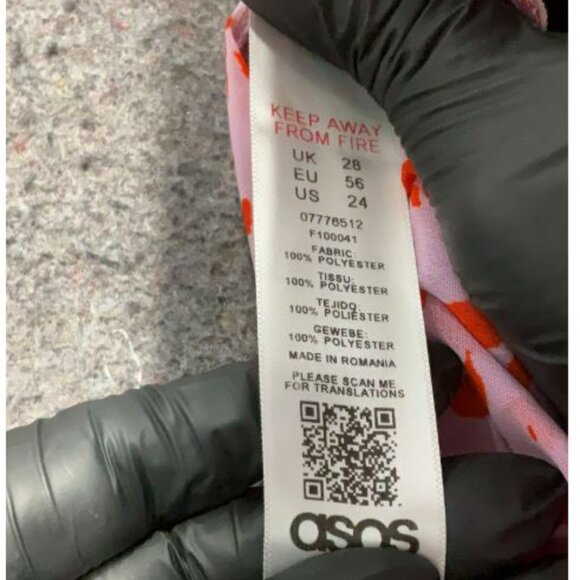 KEEP AWAY
FROM FIRE
UK 28
EU 56
US 24
07776512
F100041
FABRIC:
100% POLYESTER
TISSU:
100% POLYESTER
TEJIDO:
100% POLIÉSTER
GEWEBE:
100% POLYESTER
MADE IN ROMANIA
PLEASE SCAN ME
FOR TRANSLATIONS
asos